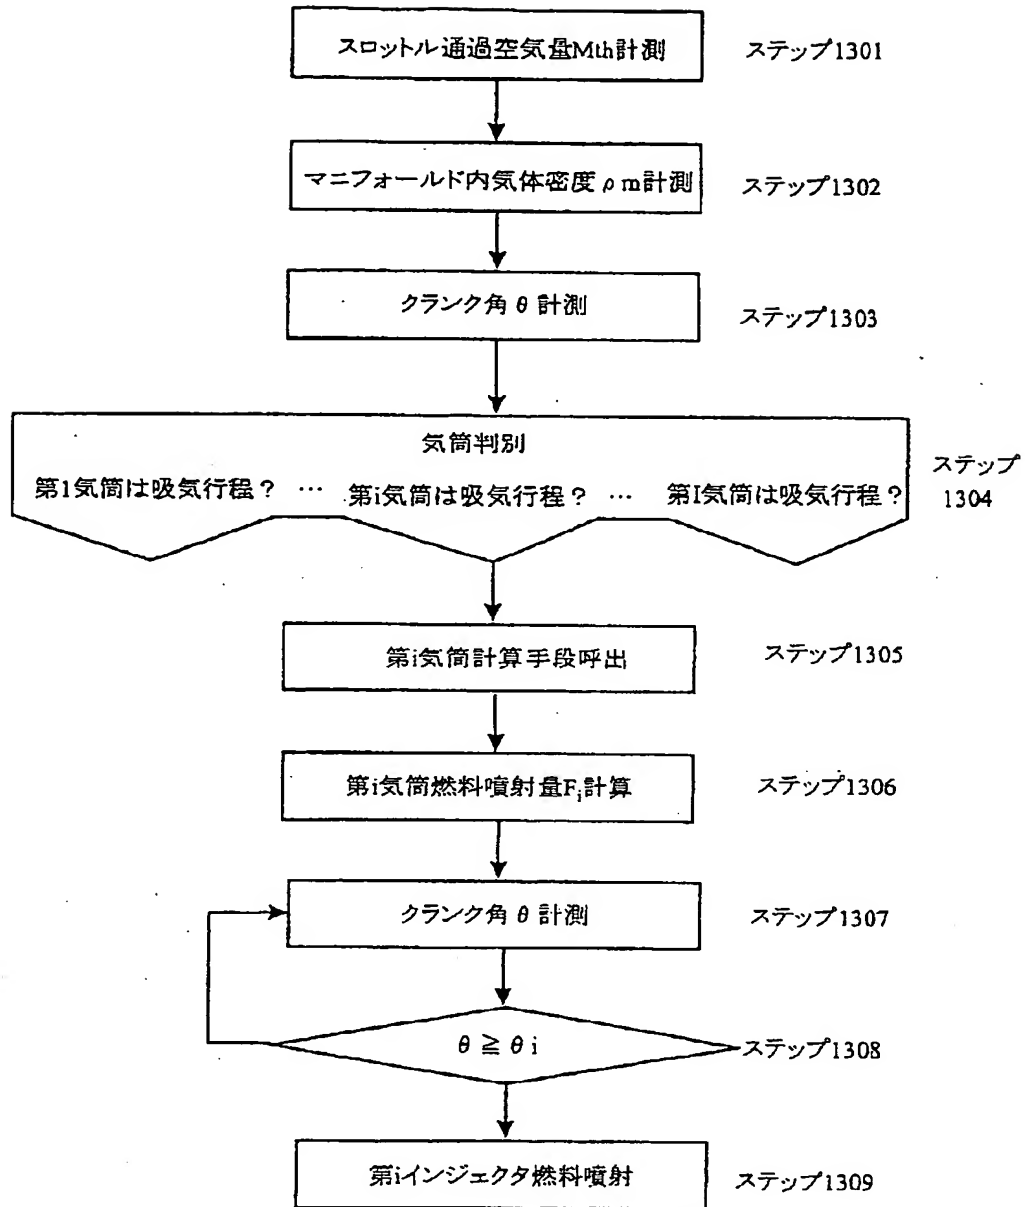 スロットル通過空気量Mth計測
ステップ1301
マニフォールド内気体密度ρm計測
ステップ1302
クランク角θ計測
ステップ1303
気筒判別
第1気筒は吸気行程? … 第i気筒は吸気行程? … 第I気筒は吸気行程?
ステップ
1304
第i気筒計算手段呼出
ステップ1305
第i気筒燃料噴射量Fi計算
ステップ1306
クランク角θ計測
ステップ1307
θ ≧ θi
ステップ1308
第iインジェクタ燃料噴射
ステップ1309